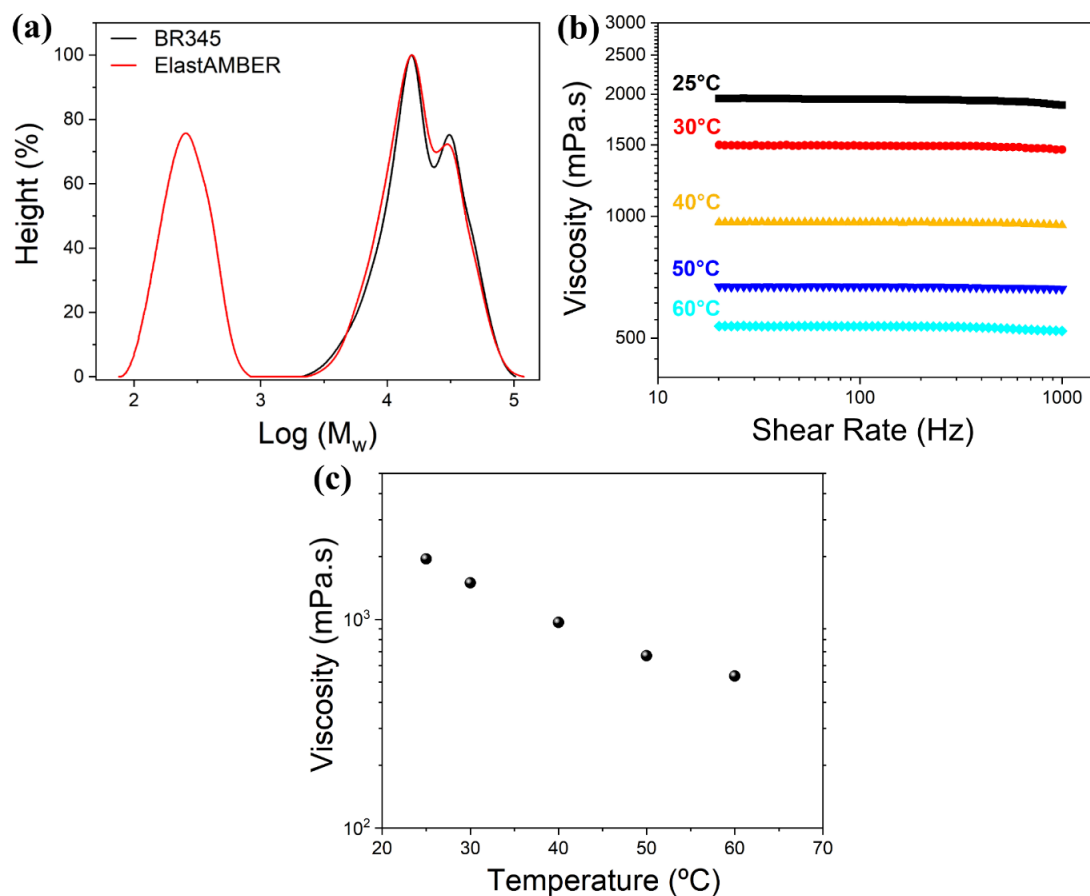 (a)
BR345
ElastAMBER
Height (%)
100
80
60
40
20
0
2
3
4
5
Log (Mw)
(b)
Viscosity (mPa.s)
3000
2500
2000
1500
1000
500
25°C
30°C
40°C
50°C
60°C
10
100
1000
Shear Rate (Hz)
(c)
Viscosity (mPa.s)
10³
10²
20
30
40
50
60
70
Temperature (ºC)